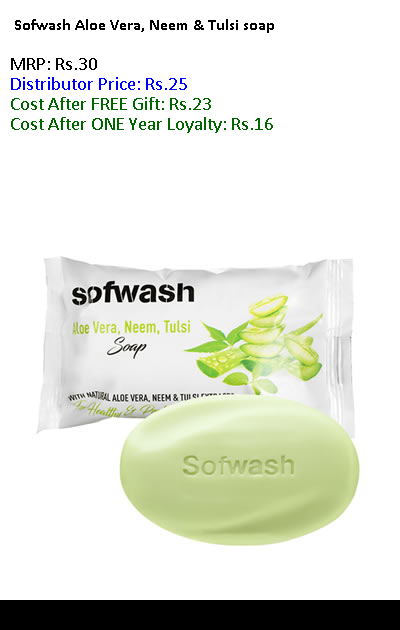 Sofwash Aloe Vera, Neem & Tulsi soap
MRP: Rs.30
Distributor Price: Rs.25
Cost After FREE Gift: Rs.23
Cost After ONE Year Loyalty: Rs.16
sofwash
Aloe Vera, Neem, Tulsi
Soap
WITH NATURAL ALOE VERA, NEEM & TULSI
For Healthy &
Sofwash